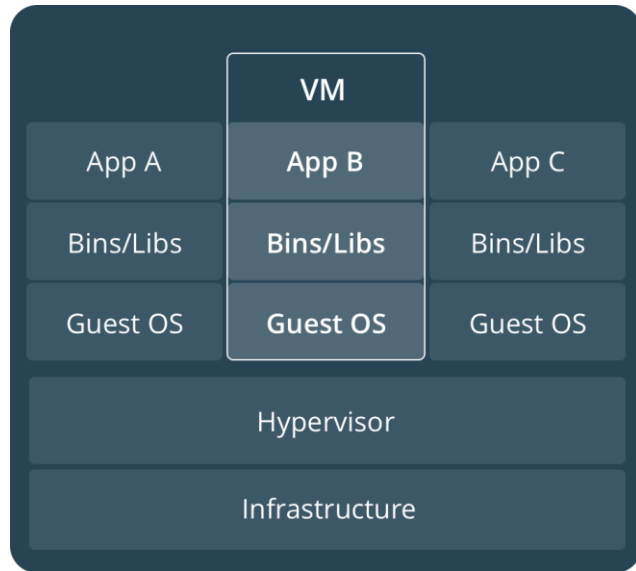 VM
App A App B App C
Bins/Libs Bins/Libs Bins/Libs
Guest OS Guest OS Guest OS
Hypervisor
Infrastructure